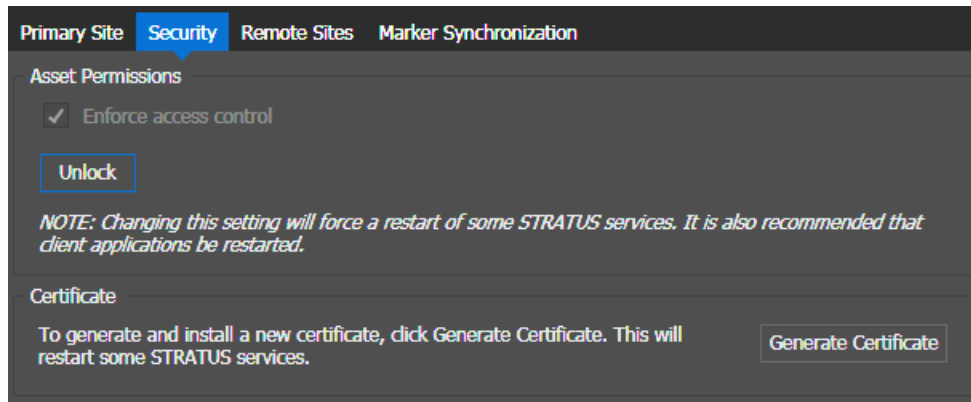 Primary Site Security Remote Sites Marker Synchronization
Asset Permissions
Enforce access control
Unlock
NOTE: Changing this setting will force a restart of some STRATUS services. It is also recommended that
client applications be restarted.
Certificate
To generate and install a new certificate, click Generate Certificate. This will
restart some STRATUS services.
Generate Certificate